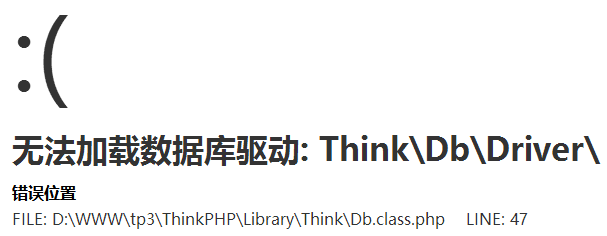 :(
无法加载数据库驱动: Think\Db\Driver\
错误位置
FILE: D:\WWW\tp3\ThinkPHP\Library\Think\Db.class.php LINE: 47